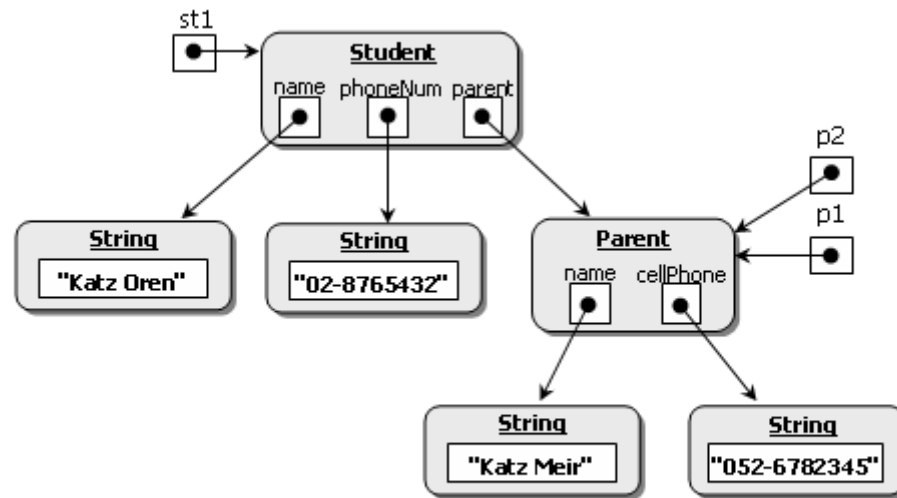 st1
Student
name phoneNum parent
p2
p1
String
"Katz Oren"
String
"02-8765432"
Parent
name cellPhone
String
"Katz Meir"
String
"052-6782345"